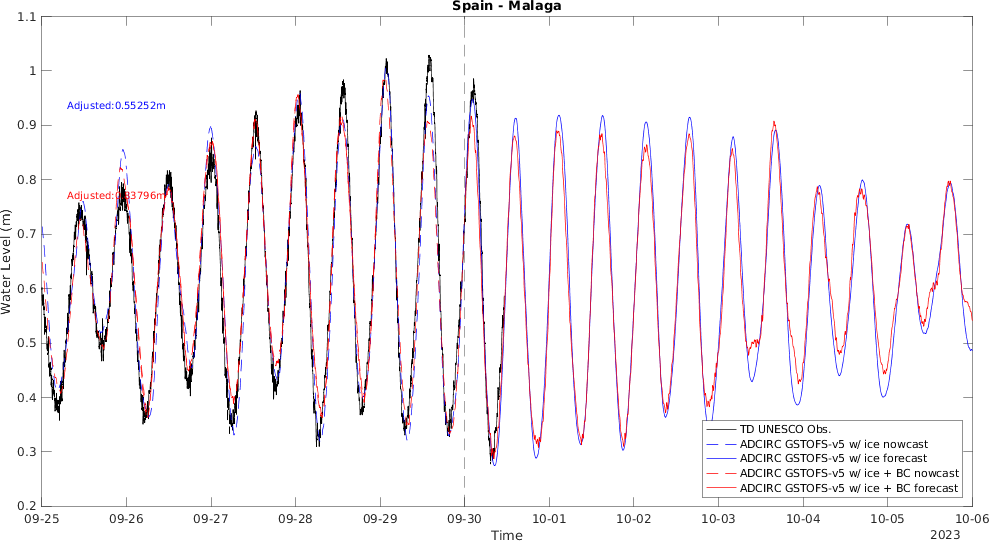 Spain - Malaga
1.1
1
0.9
0.8
0.7
0.6
0.5
0.4
0.3
0.2
Water Level (m)
Adjusted:0.55252m
Adjusted:0.83796m
TD UNESCO Obs.
ADCIRC GSTOFS-v5 w/ ice nowcast
ADCIRC GSTOFS-v5 w/ ice forecast
ADCIRC GSTOFS-v5 w/ ice + BC nowcast
ADCIRC GSTOFS-v5 w/ ice + BC forecast
09-25 09-26 09-27 09-28 09-29 09-30 10-01 10-02 10-03 10-04 10-05 10-06
Time
2023